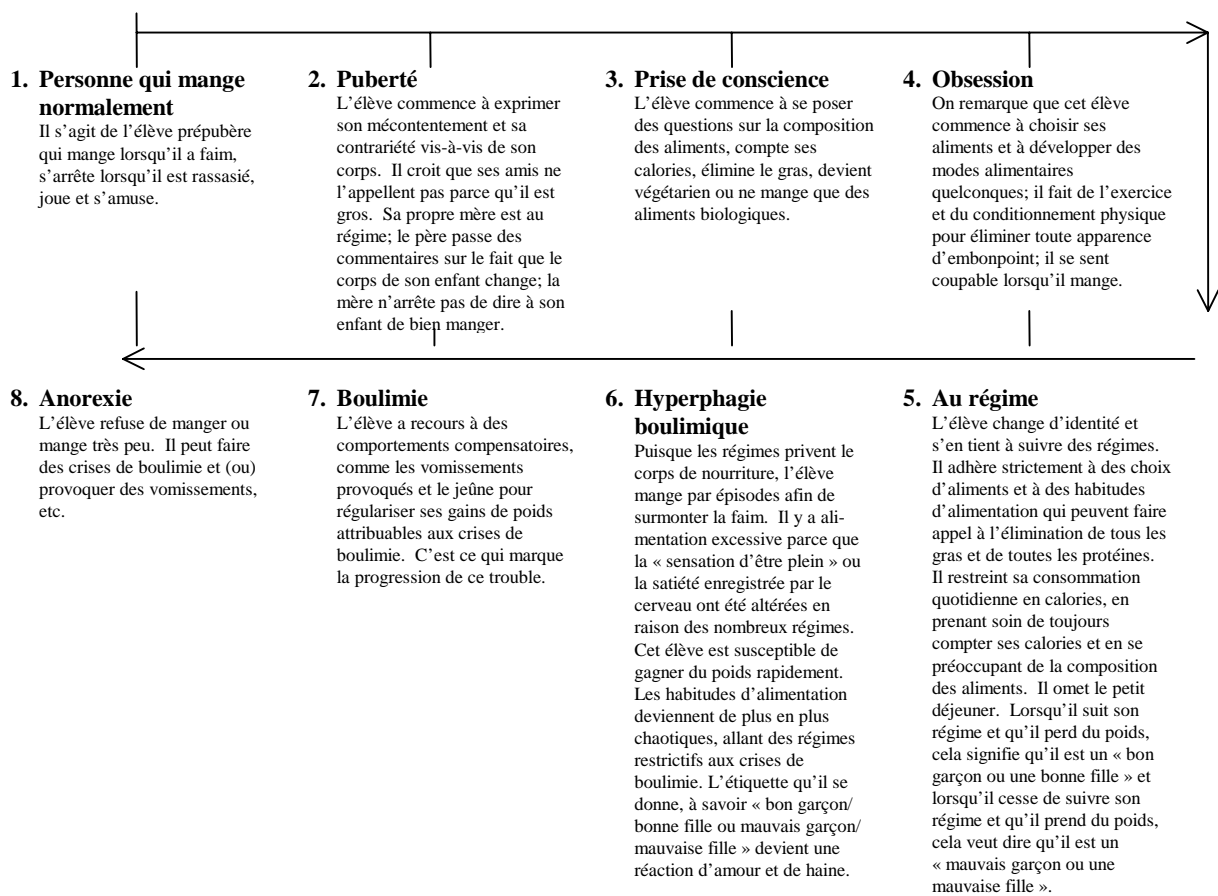 1. Personne qui mange
normalement
Il s’agit de l’élève prépubère
qui mange lorsqu’il a faim,
s’arrête lorsqu’il est rassasié,
joue et s’amuse.
2. Puberté
L’élève commence à exprimer
son mécontentement et sa
contrariété vis-à-vis de son
corps. Il croit que ses amis ne
l’appellent pas parce qu’il est
gros. Sa propre mère est au
régime; le père passe des
commentaires sur le fait que le
corps de son enfant change; la
mère n’arrête pas de dire à son
enfant de bien manger.
3. Prise de conscience
L’élève commence à se poser
des questions sur la composition
des aliments, compte ses
calories, élimine le gras, devient
végétarien ou ne mange que des
aliments biologiques.
4. Obsession
On remarque que cet élève
commence à choisir ses
aliments et à développer des
modes alimentaires
quelconques; il fait de l’exercice
et du conditionnement physique
pour éliminer toute apparence
d’embonpoint; il se sent
coupable lorsqu’il mange.
8. Anorexie
L’élève refuse de manger ou
mange très peu. Il peut faire
des crises de boulimie et (ou)
provoquer des vomissements,
etc.
7. Boulimie
L’élève a recours à des
comportements compensatoires,
comme les vomissements
provoqués et le jeûne pour
régulariser ses gains de poids
attribuables aux crises de
boulimie. C’est ce qui marque
la progression de ce trouble.
6. Hyperphagie
boulimique
Puisque les régimes privent le
corps de nourriture, l’élève
mange par épisodes afin de
surmonter la faim. Il y a ali-
mentation excessive parce que
la « sensation d’être plein » ou
la satiété enregistrée par le
cerveau ont été altérées en
raison des nombreux régimes.
Cet élève est susceptible de
gagner du poids rapidement.
Les habitudes d’alimentation
deviennent de plus en plus
chaotiques, allant des régimes
restrictifs aux crises de
boulimie. L’étiquette qu’il se
donne, à savoir « bon garçon/
bonne fille ou mauvais garçon/
mauvaise fille » devient une
réaction d’amour et de haine.
5. Au régime
L’élève change d’identité et
s’en tient à suivre des régimes.
Il adhère strictement à des choix
d’aliments et à des habitudes
d’alimentation qui peuvent faire
appel à l’élimination de tous les
gras et de toutes les protéines.
Il restreint sa consommation
quotidienne en calories, en
prenant soin de toujours
compter ses calories et en se
préoccupant de la composition
des aliments. Il omet le petit
déjeuner. Lorsqu’il suit son
régime et qu’il perd du poids,
cela signifie qu’il est un « bon
garçon ou une bonne fille » et
lorsqu’il cesse de suivre son
régime et qu’il prend du poids,
cela veut dire qu’il est un
« mauvais garçon ou une
mauvaise fille ».